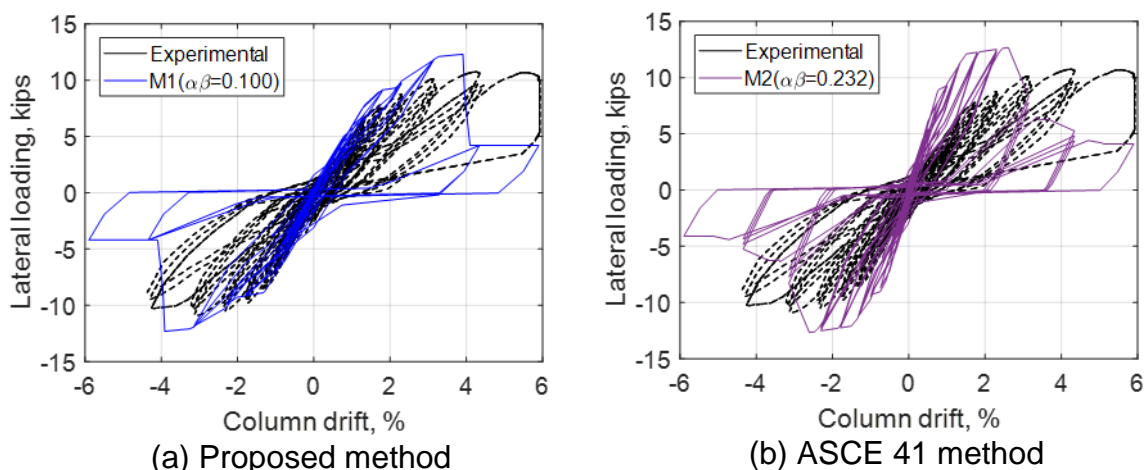 Experimental
M1(αβ=0.100)
15
10
5
0
-5
-10
-15
Lateral loading, kips
-6 -4 -2 0 2 4 6
Column drift, %
(a) Proposed method
Experimental
M2(αβ=0.232)
15
10
5
0
-5
-10
-15
Lateral loading, kips
-6 -4 -2 0 2 4 6
Column drift, %
(b) ASCE 41 method